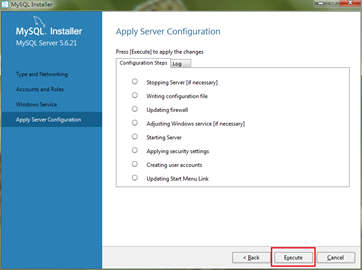 MySQL Installer
MySQL. Installer
MySQL Server 5.6.21
Type and Networking
Accounts and Roles
Windows Service
Apply Server Configuration
Apply Server Configuration
Press [Execute] to apply the changes
Configuration Steps
Log
Stopping Server [if necessary]
Writing configuration file
Updating firewall
Adjusting Windows service [if necessary]
Starting Server
Applying security settings
Creating user accounts
Updating Start Menu Link
< Back
Execute
Cancel